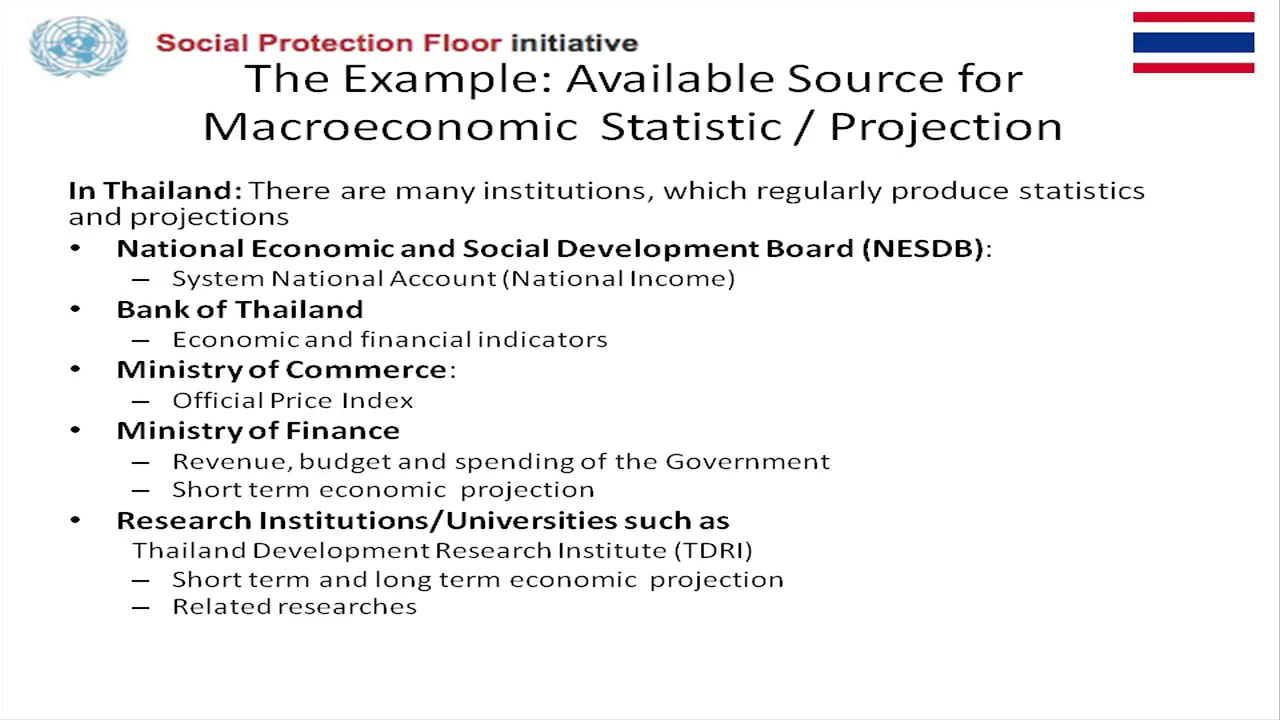 Social Protection Floor initiative
The Example: Available Source for
Macroeconomic Statistic / Projection
In Thailand: There are many institutions, which regularly produce statistics
and projections
• National Economic and Social Development Board (NESDB):
– System National Account (National Income)
• Bank of Thailand
– Economic and financial indicators
• Ministry of Commerce:
– Official Price Index
• Ministry of Finance
– Revenue, budget and spending of the Government
– Short term economic projection
• Research Institutions/Universities such as
Thailand Development Research Institute (TDRI)
– Short term and long term economic projection
– Related researches